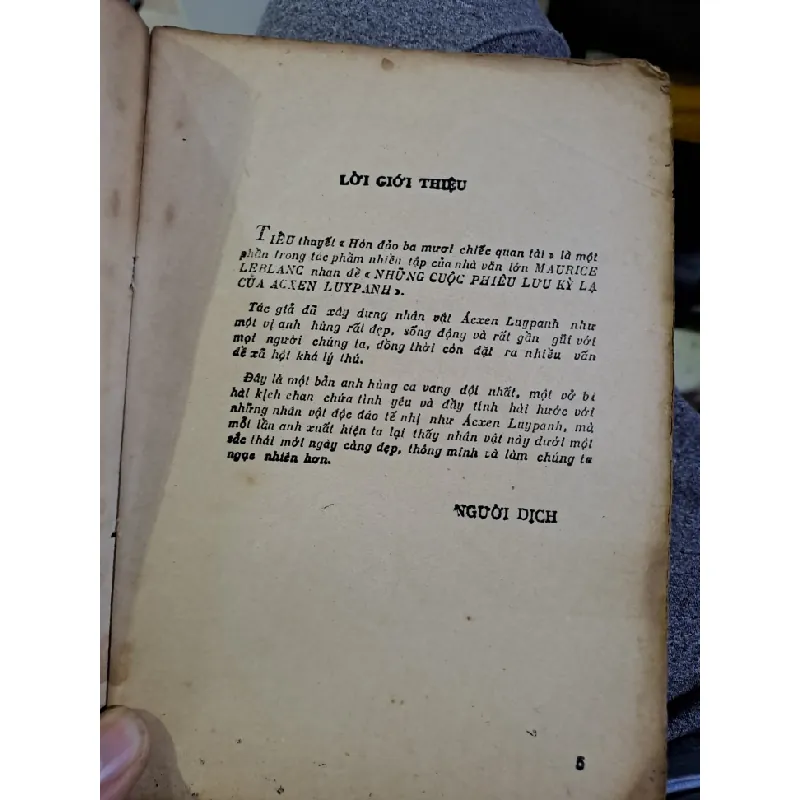 LỜI GIỚI THIỆU
TIỂU thuyết « Hòn đảo ba mươi chiếc quan tài » là một
phần trong tác phẩm nhiều tập của nhà văn lớn MAURICE
LEBLANC nhan đề « NHỮNG CUỘC PHIÊU LƯU KỲ LẠ
CỦA ACXEN LUYPANH ».
Tác giả đã xây dựng nhân vật Ácxen Luypanh như
một vị anh hùng rất đẹp, sống động và rất gần gũi với
mọi người chúng ta, đồng thời còn đặt ra nhiều vấn
đề xã hội khá lý thú.
Đây là một bản anh hùng ca vang dội nhất, một vở bi
hài kịch chan chứa tình yêu và đầy tính hài hước với
những nhân vật độc đáo tế nhị như Ácxen Luypanh, mà
mỗi lần anh xuất hiện ta lại thấy nhân vật này dưới một
sắc thái mới ngày càng đẹp, thông minh và làm chúng ta
ngạc nhiên hơn.
NGƯỜI DỊCH
5